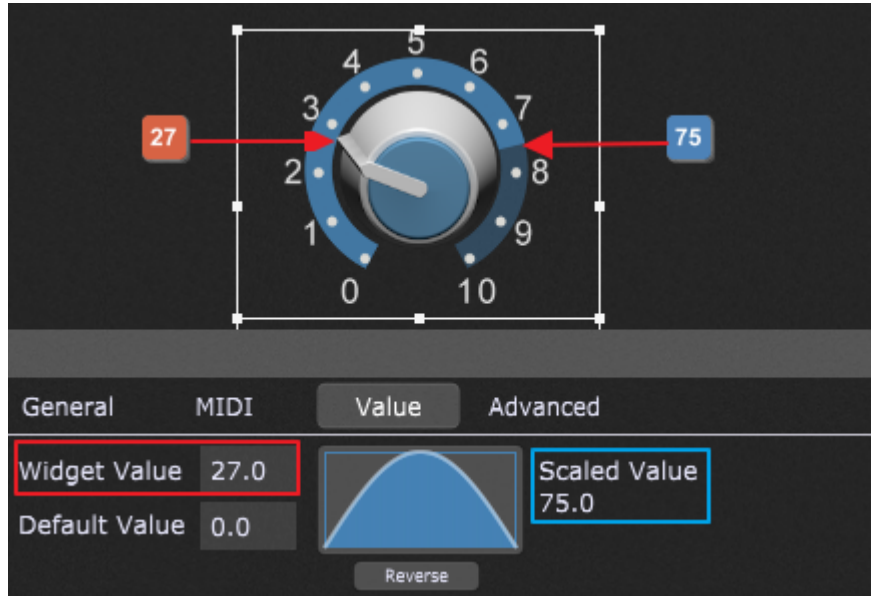 5
4 6
3 7
27 75
2 8
1 9
0 10
General MIDI Value Advanced
Widget Value 27.0 Scaled Value
75.0
Default Value 0.0
Reverse